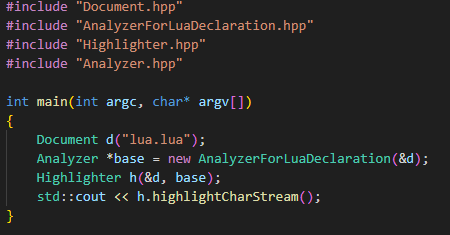 #include "Document.hpp"
#include "AnalyzerForLuaDeclaration.hpp"
#include "Highlighter.hpp"
#include "Analyzer.hpp"

int main(int argc, char* argv[])
{
    Document d("lua.lua");
    Analyzer *base = new AnalyzerForLuaDeclaration(&d);
    Highlighter h(&d, base);
    std::cout << h.highlightCharStream();
}